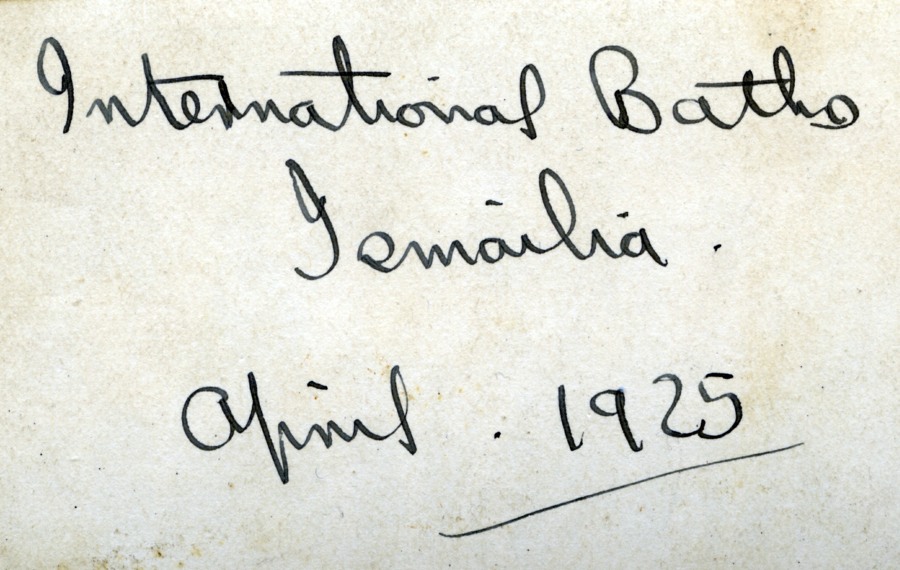 International Baths
Ismailia .
April . 1925